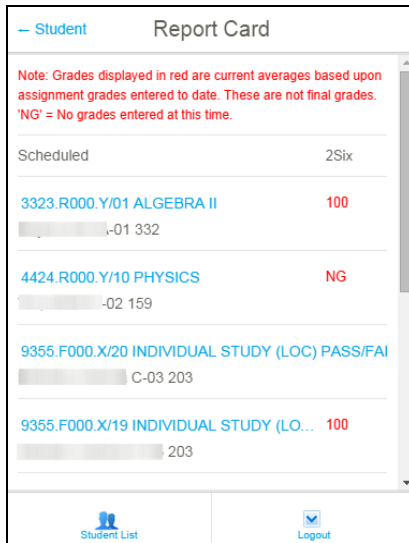 ← Student Report Card
Note: Grades displayed in red are current averages based upon
assignment grades entered to date. These are not final grades.
'NG' = No grades entered at this time.
Scheduled 2Six
3323.R000.Y/01 ALGEBRA II 100
-01 332
4424.R000.Y/10 PHYSICS NG
-02 159
9355.F000.X/20 INDIVIDUAL STUDY (LOC) PASS/FAI
C-03 203
9355.F000.X/19 INDIVIDUAL STUDY (LO... 100
203
Student List Logout